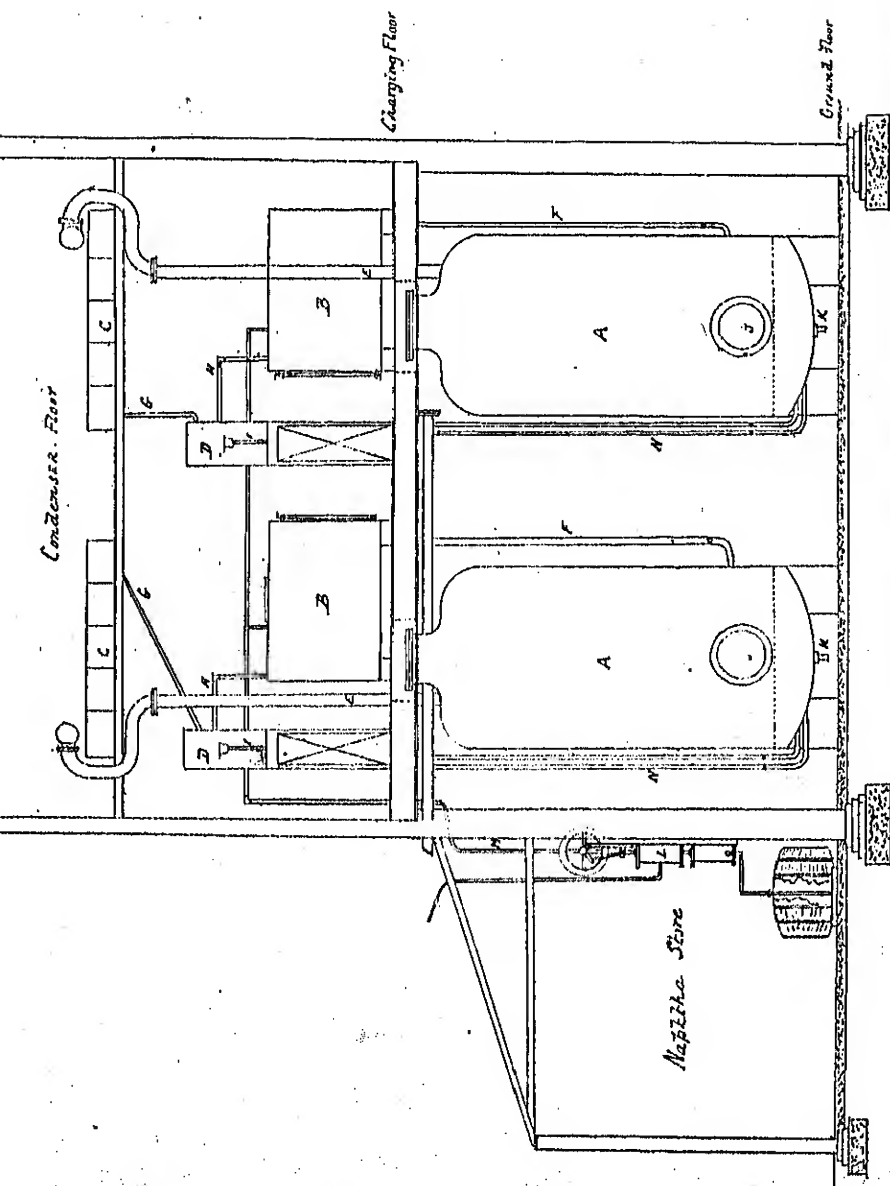 Condenser. Floor
Charging Floor
Ground Floor
Naphtha Store
C
C
G
G
D
D
H
H
B
B
E
E
F
F
A
A
J
K
K
N
N
M
L